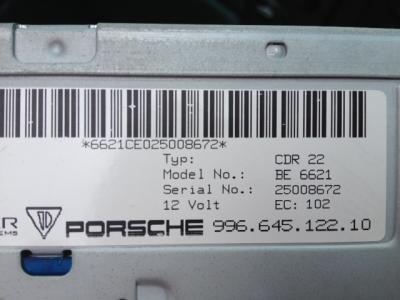 *6621CE025008672*
Typ: CDR 22
Model No.: BE 6621
Serial No.: 25008672
12 Volt EC: 102
PORSCHE 996.645.122.10